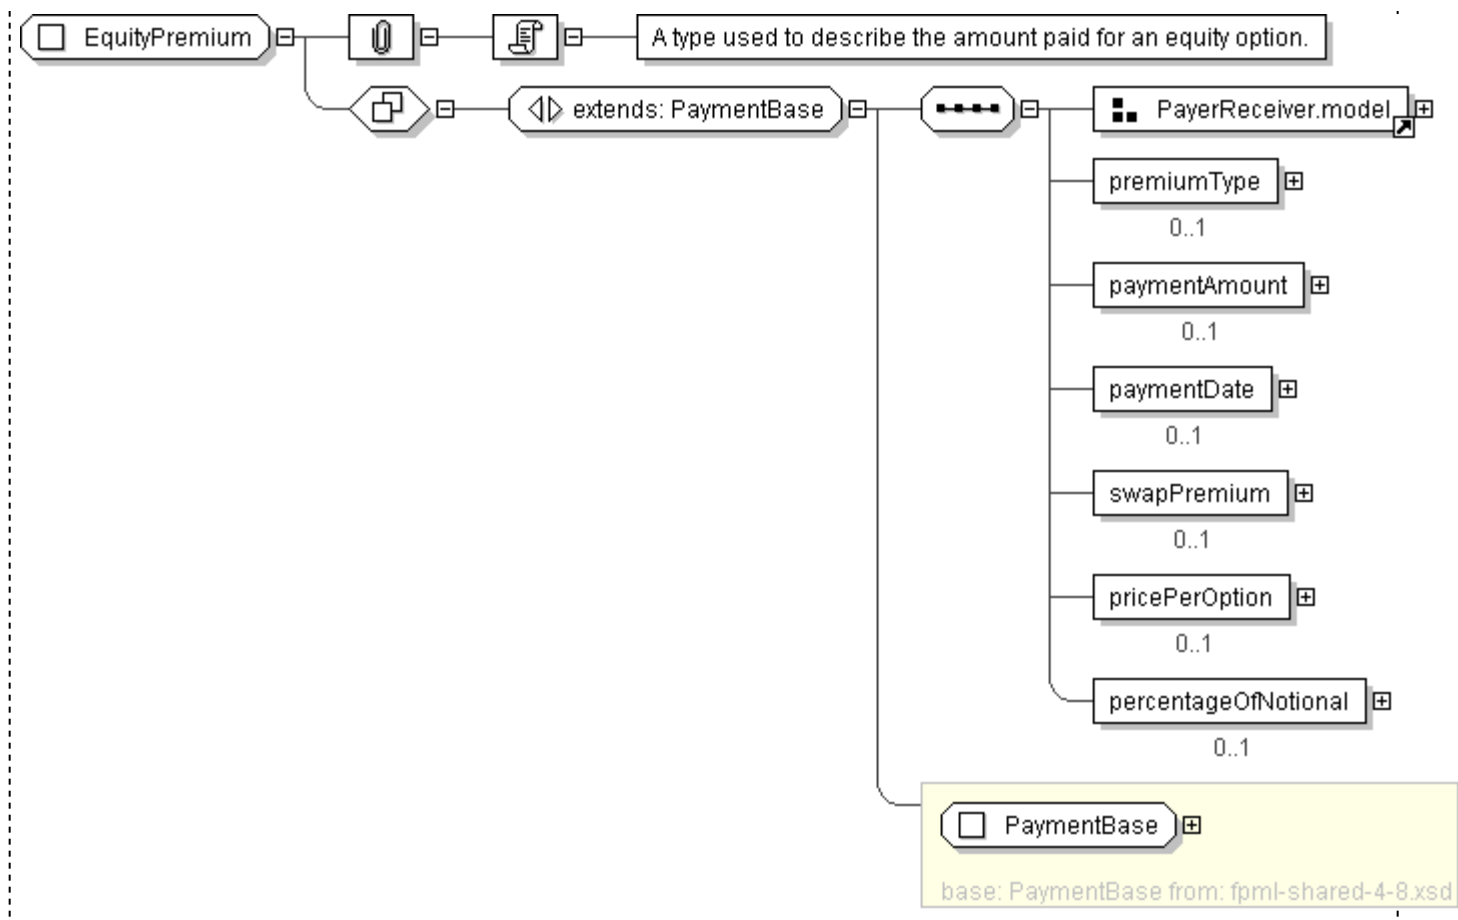 EquityPremium
A type used to describe the amount paid for an equity option.
extends: PaymentBase
PayerReceiver.model
premiumType
0..1
paymentAmount
0..1
paymentDate
0..1
swapPremium
0..1
pricePerOption
0..1
percentageOfNotional
0..1
PaymentBase
base: PaymentBase from: fpml-shared-4-8.xsd